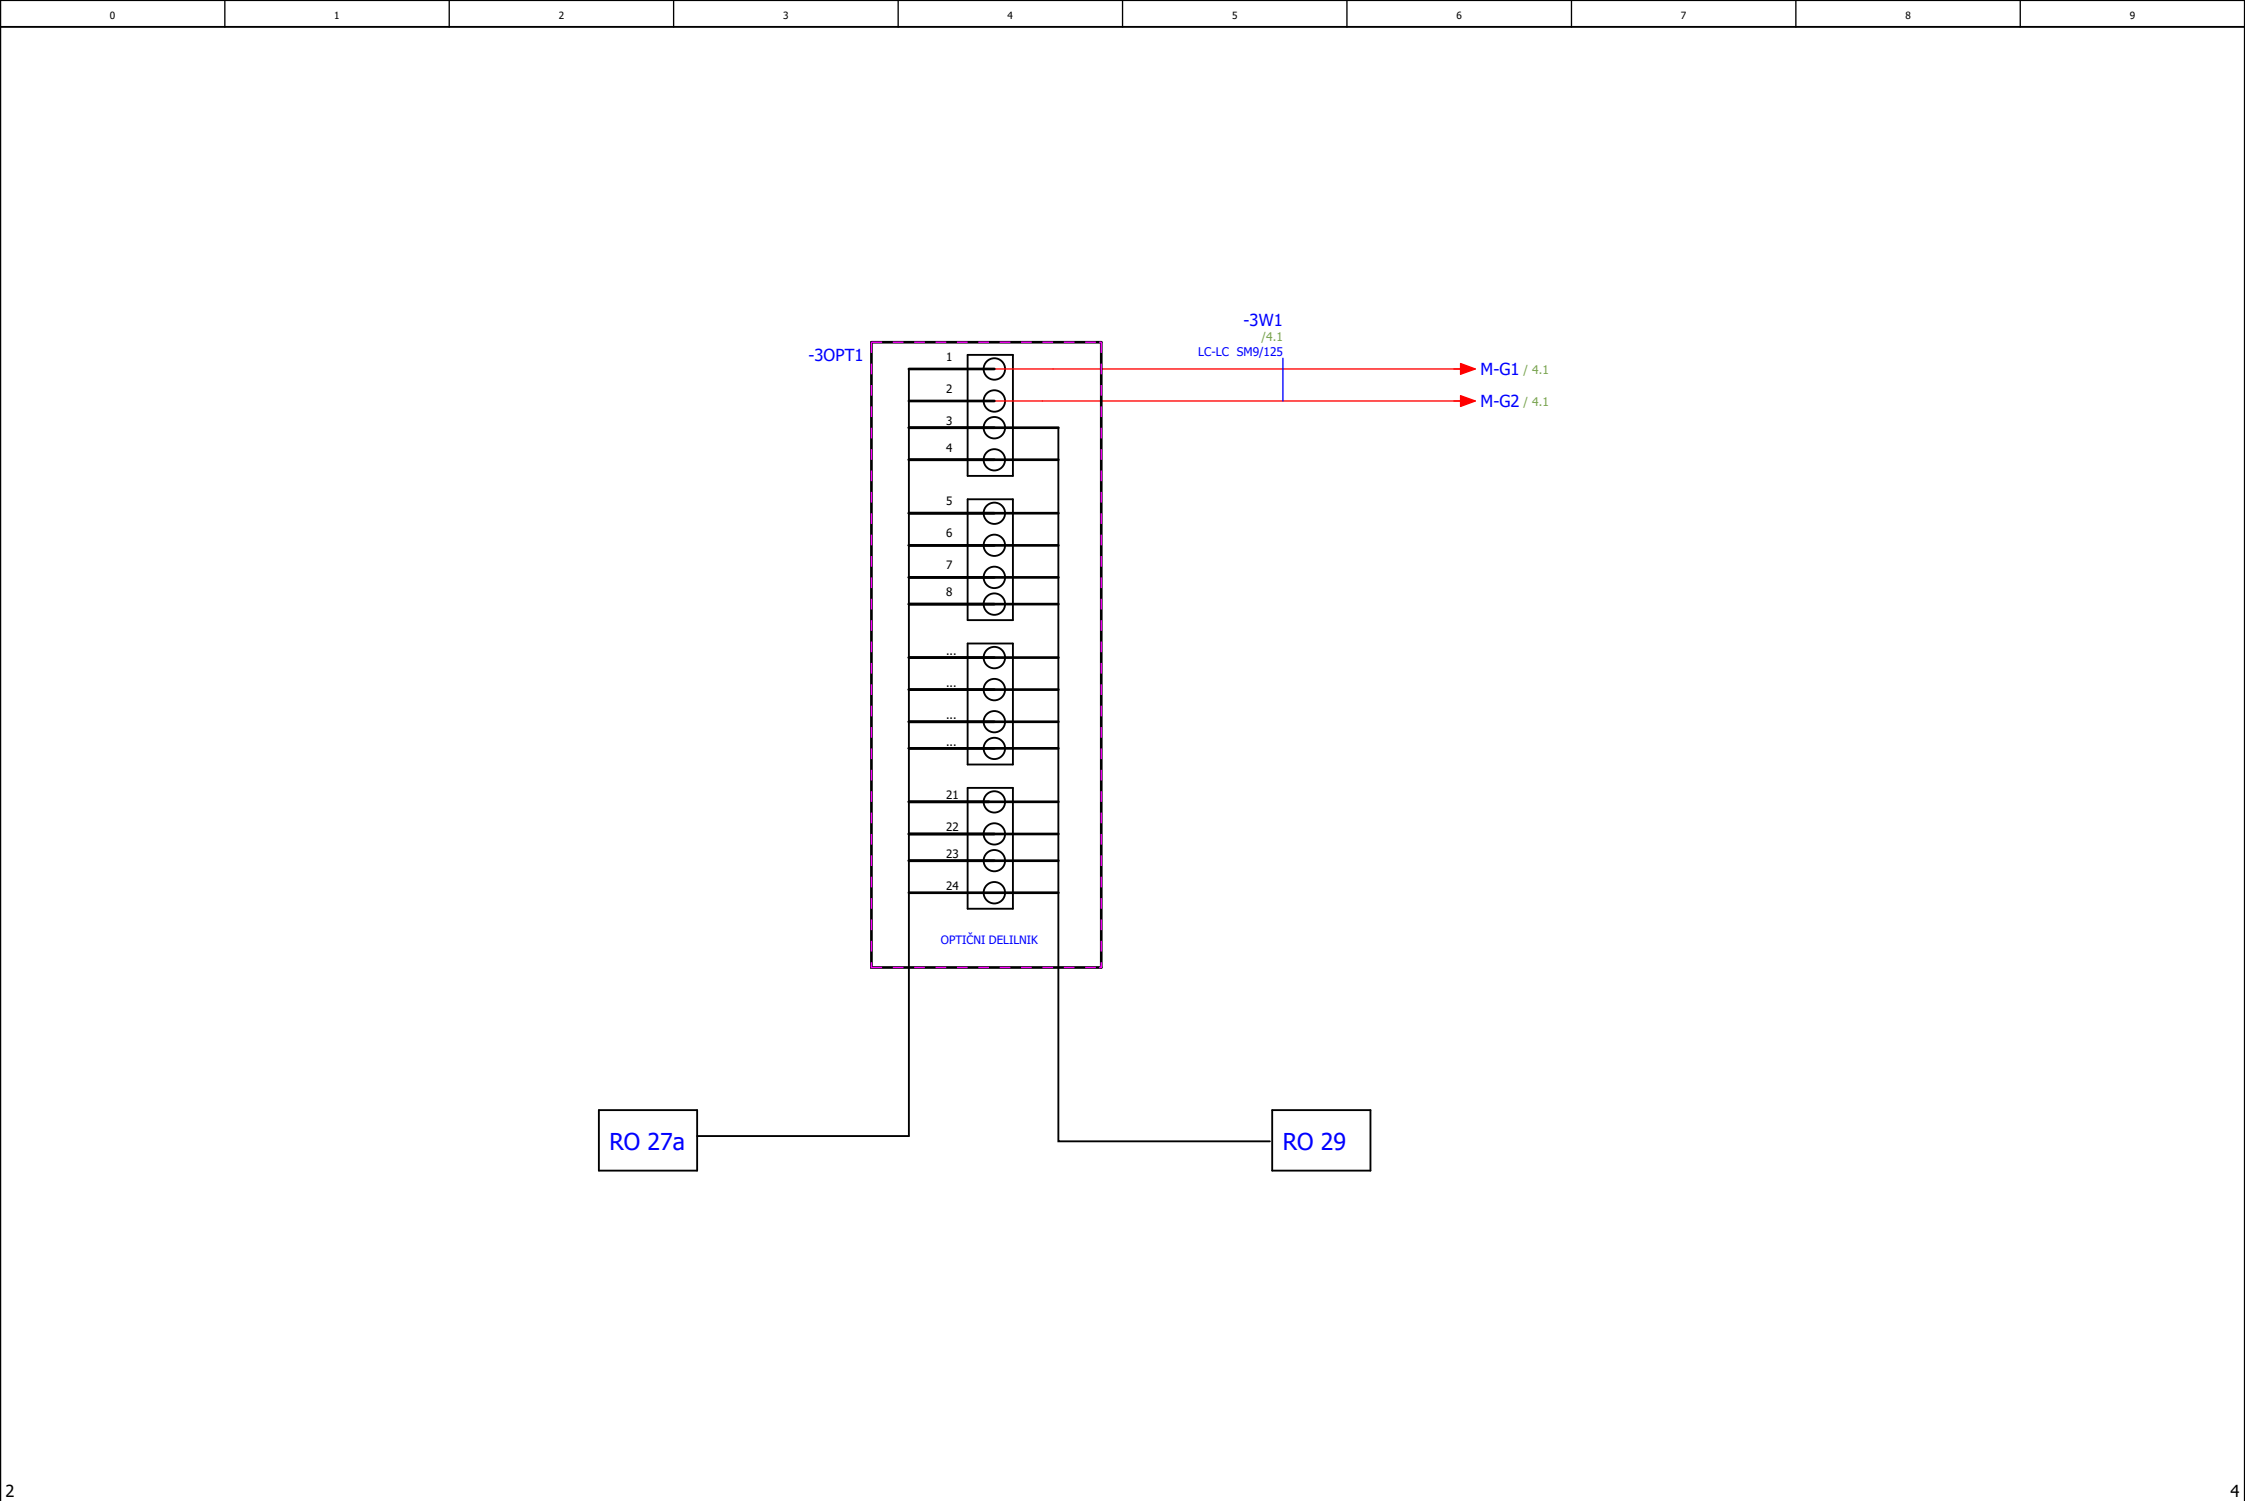 0 1 2 3 4 5 6 7 8 9
-3W1
/4.1
LC-LC SM9/125
-3OPT1
1
M-G1 / 4.1
2
M-G2 / 4.1
3
4
5
6
7
8
...
...
...
...
21
22
23
24
OPTIČNI DELILNIK
RO 27a
RO 29
2
4